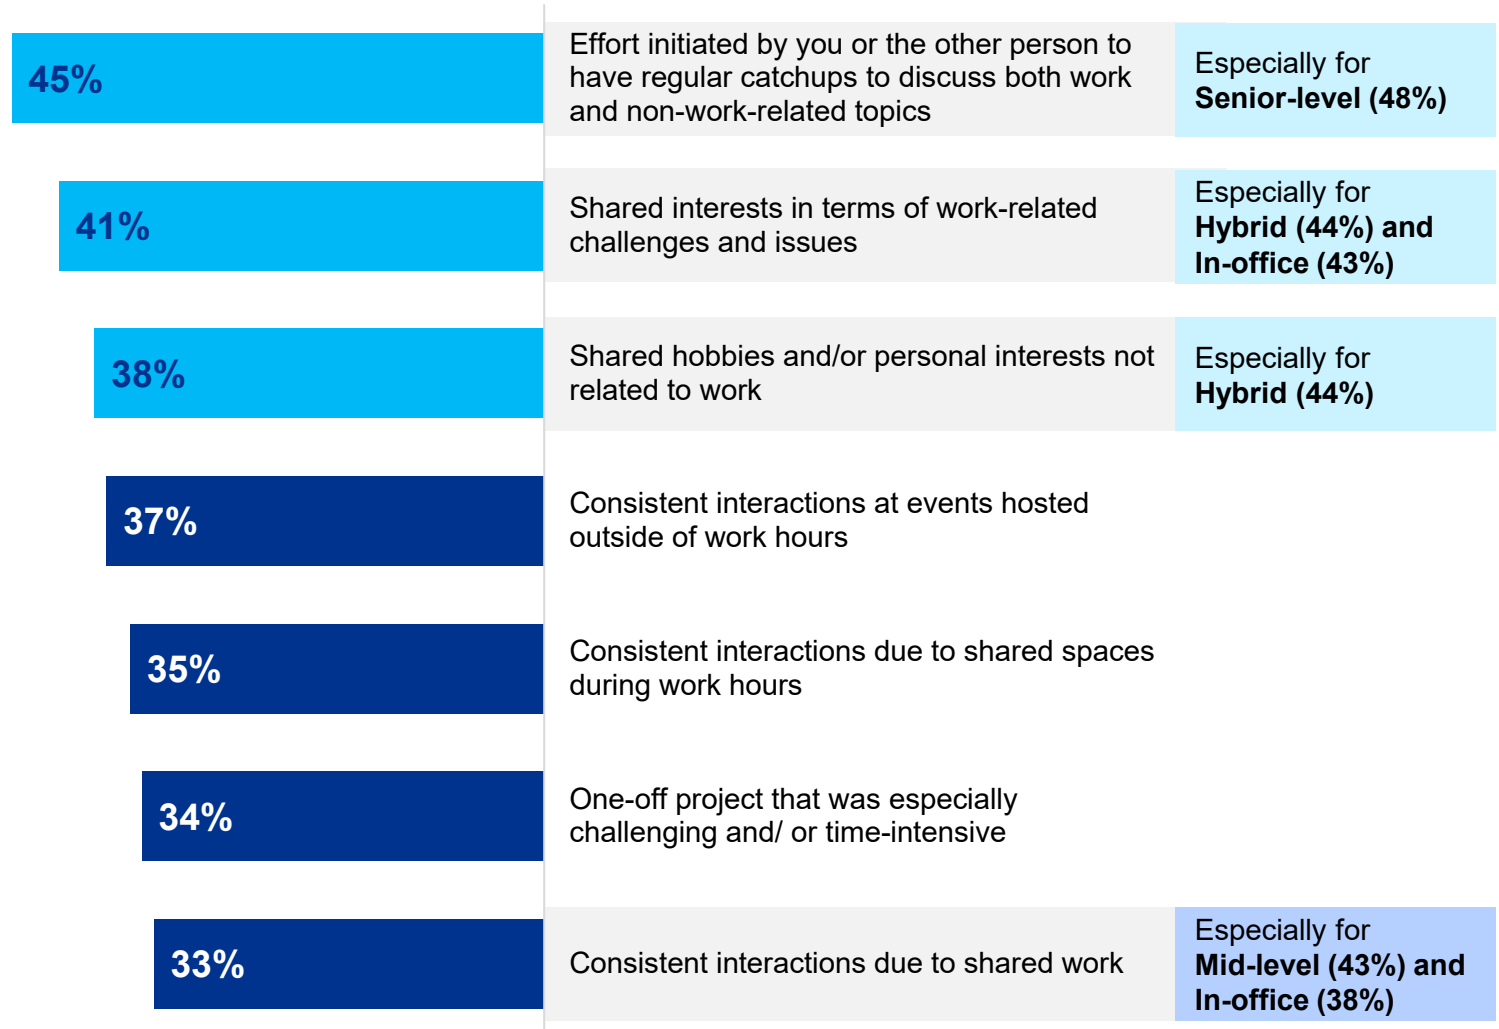 45%
Effort initiated by you or the other person to
have regular catchups to discuss both work
and non-work-related topics
Especially for
Senior-level (48%)
41%
Shared interests in terms of work-related
challenges and issues
Especially for
Hybrid (44%) and
In-office (43%)
38%
Shared hobbies and/or personal interests not
related to work
Especially for
Hybrid (44%)
37%
Consistent interactions at events hosted
outside of work hours
35%
Consistent interactions due to shared spaces
during work hours
34%
One-off project that was especially
challenging and/ or time-intensive
33%
Consistent interactions due to shared work
Especially for
Mid-level (43%) and
In-office (38%)